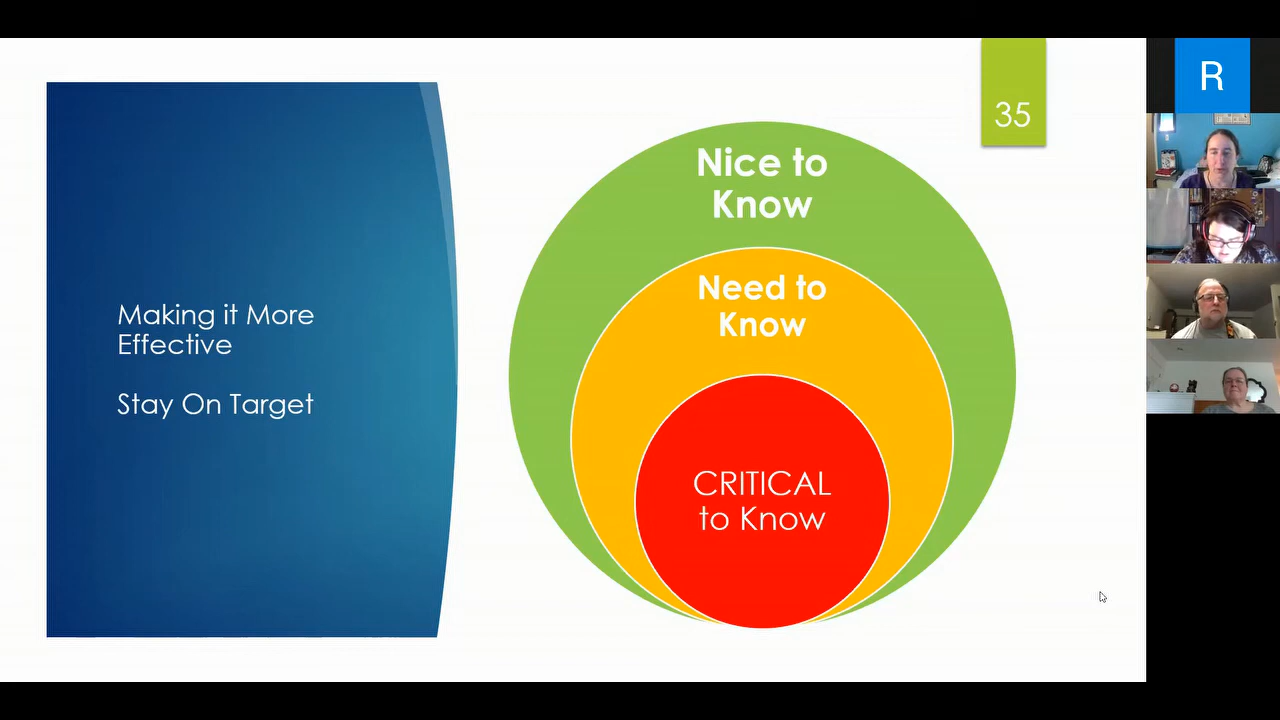 Making it More
Effective
Stay On Target
35
Nice to
Know
Need to
Know
CRITICAL
to Know
R